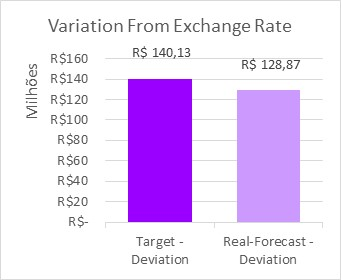 Variation From Exchange Rate
Milhões
R$160
R$140
R$120
R$100
R$80
R$60
R$40
R$20
R$-
R$ 140,13
R$ 128,87
Target -
Deviation
Real-Forecast -
Deviation